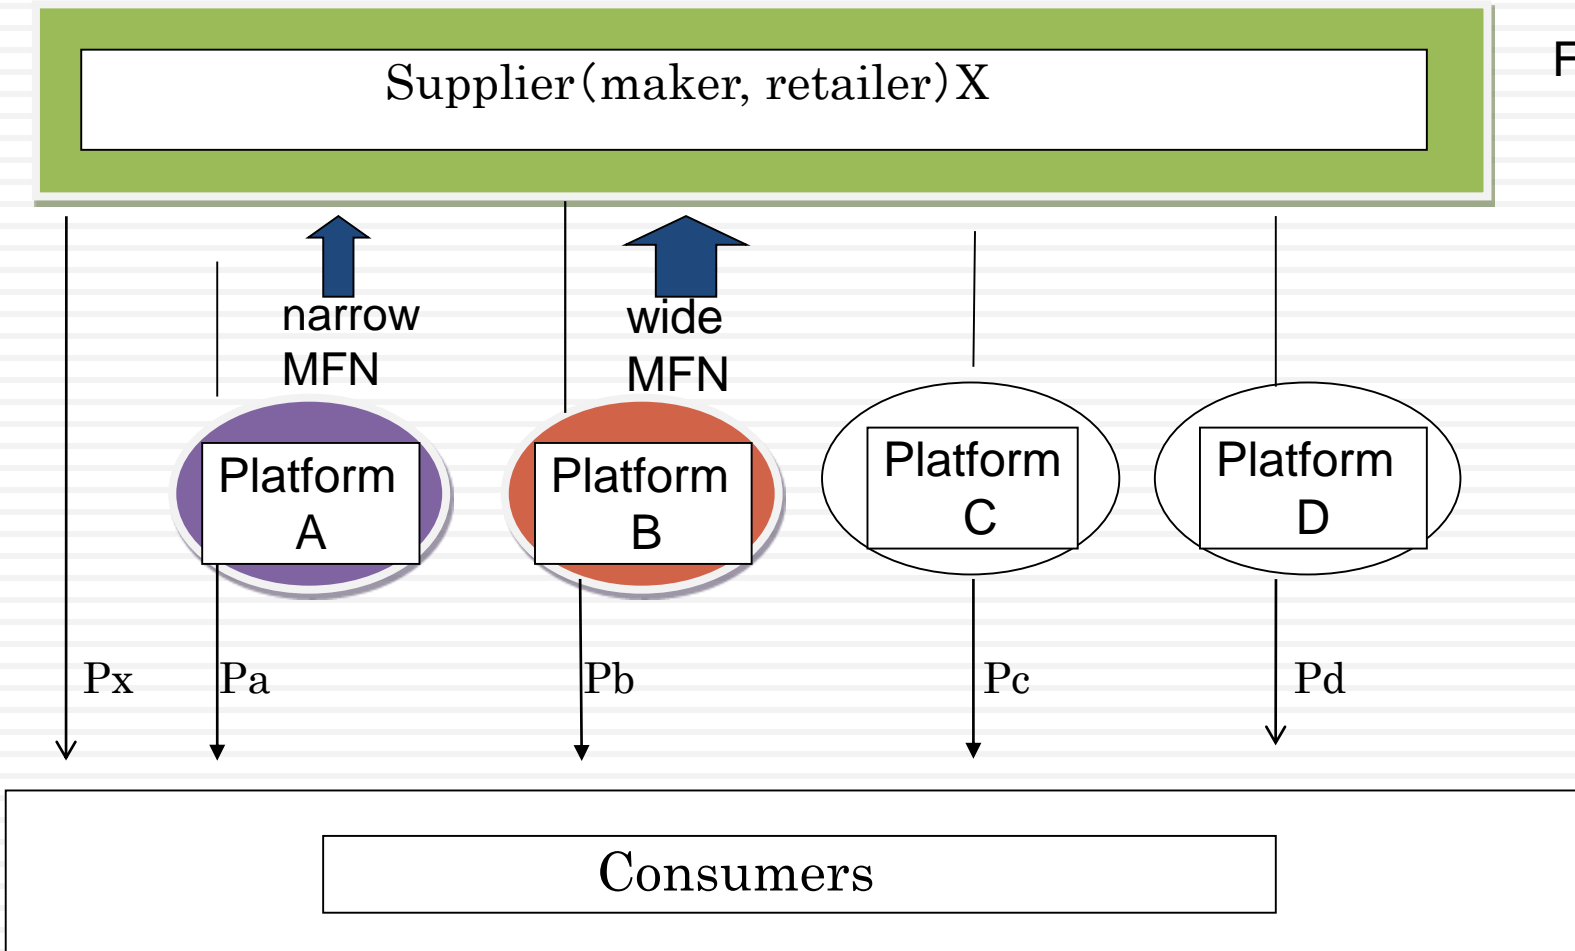 Supplier(maker, retailer)X
F
narrow
MFN
wide
MFN
Platform
A
Platform
B
Platform
C
Platform
D
Px
Pa
Pb
Pc
Pd
Consumers